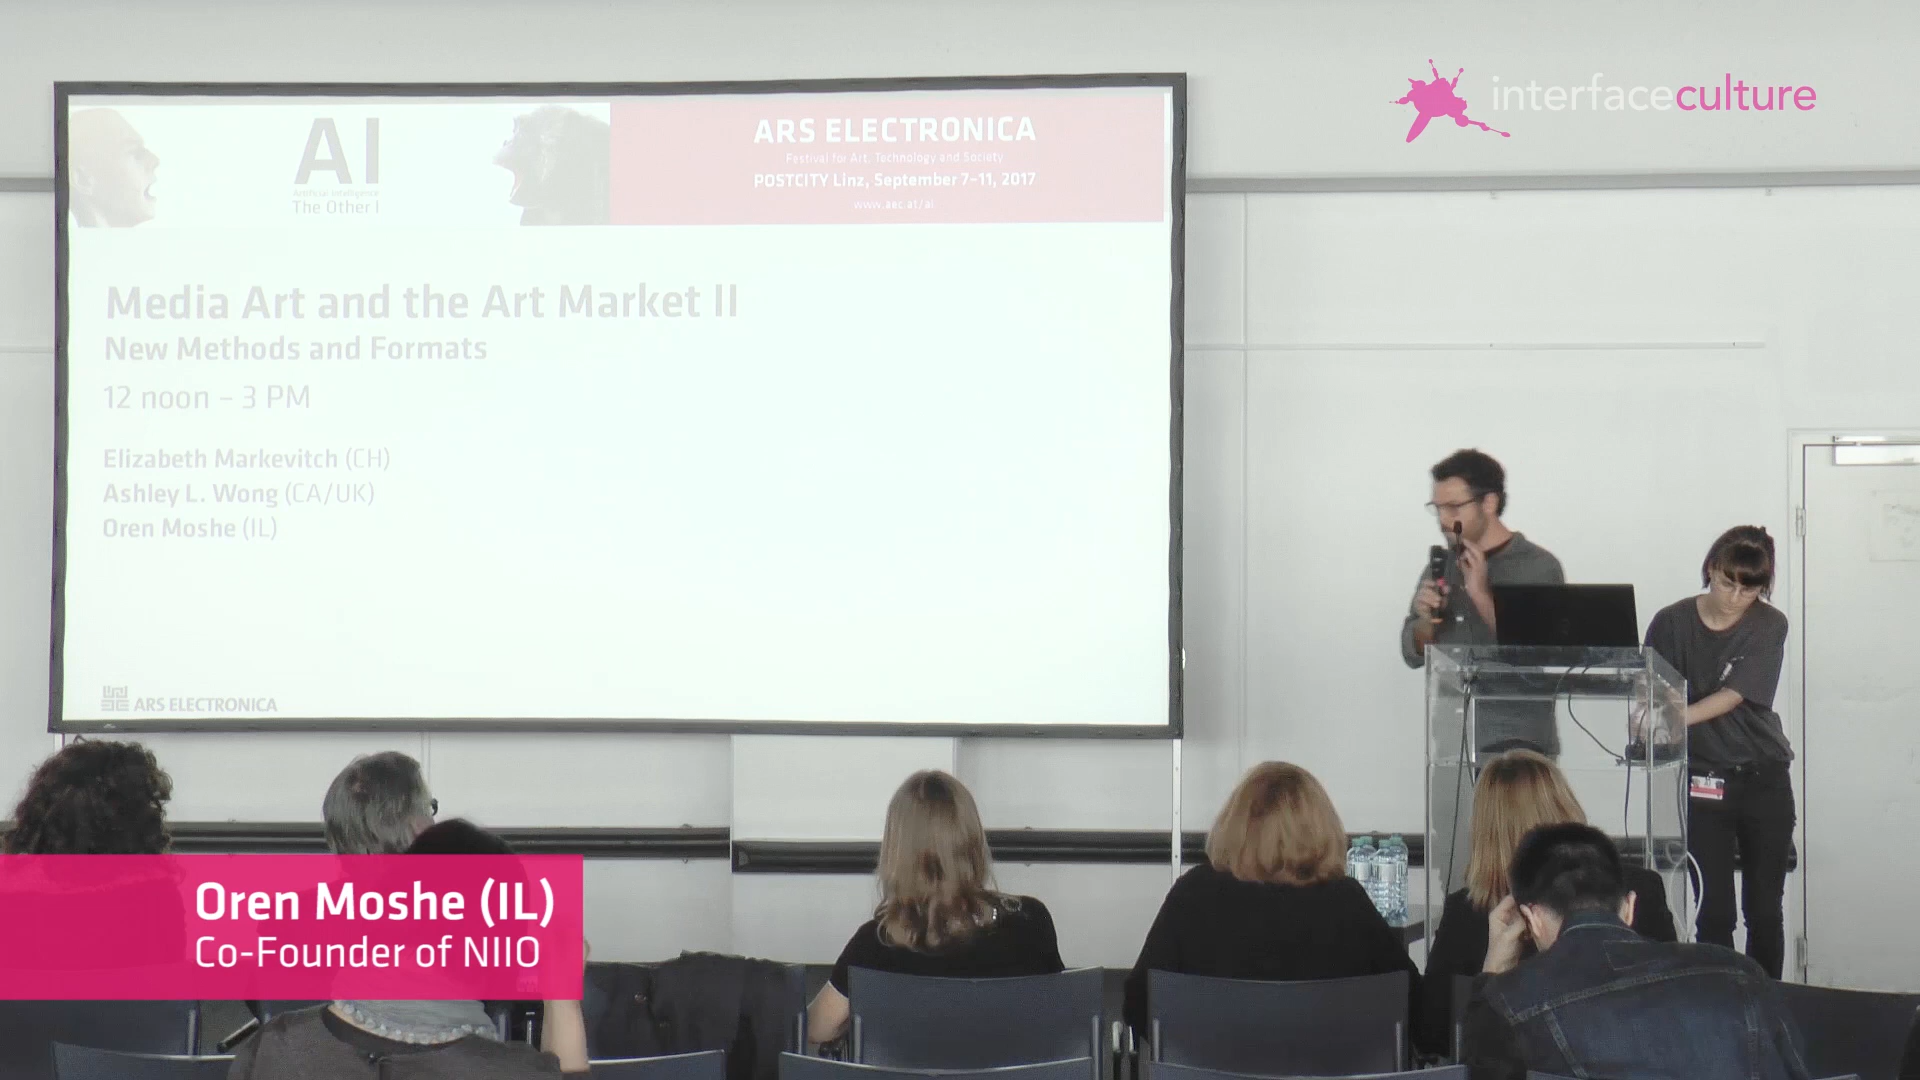 interfaceculture
AI
Artificial Intelligence
The Other I
ARS ELECTRONICA
Festival for Art, Technology and Society
POSTCITY Linz, September 7–11, 2017
www.aec.at/ai
Media Art and the Art Market II
New Methods and Formats
12 noon – 3 PM
Elizabeth Markevitch (CH)
Ashley L. Wong (CA/UK)
Oren Moshe (IL)
ARS ELECTRONICA
Oren Moshe (IL)
Co-Founder of NIIO